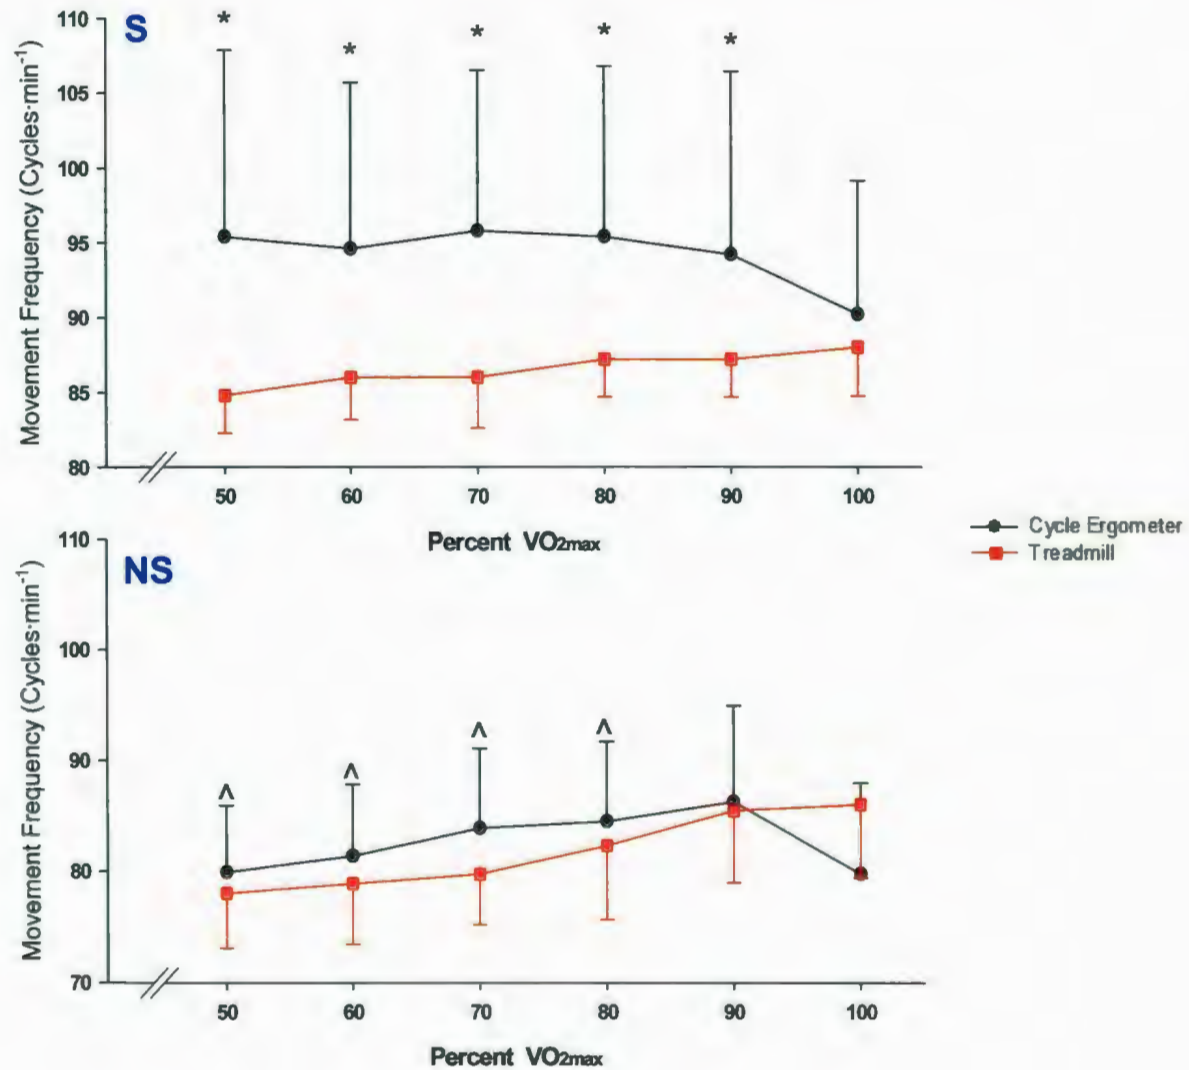 S
Movement Frequency (Cycles·min⁻¹)
110
105
100
95
90
85
80
* * * * *
50 60 70 80 90 100
Percent VO2max
Cycle Ergometer
Treadmill
NS
Movement Frequency (Cycles·min⁻¹)
110
100
90
80
70
^ ^ ^ ^
50 60 70 80 90 100
Percent VO2max